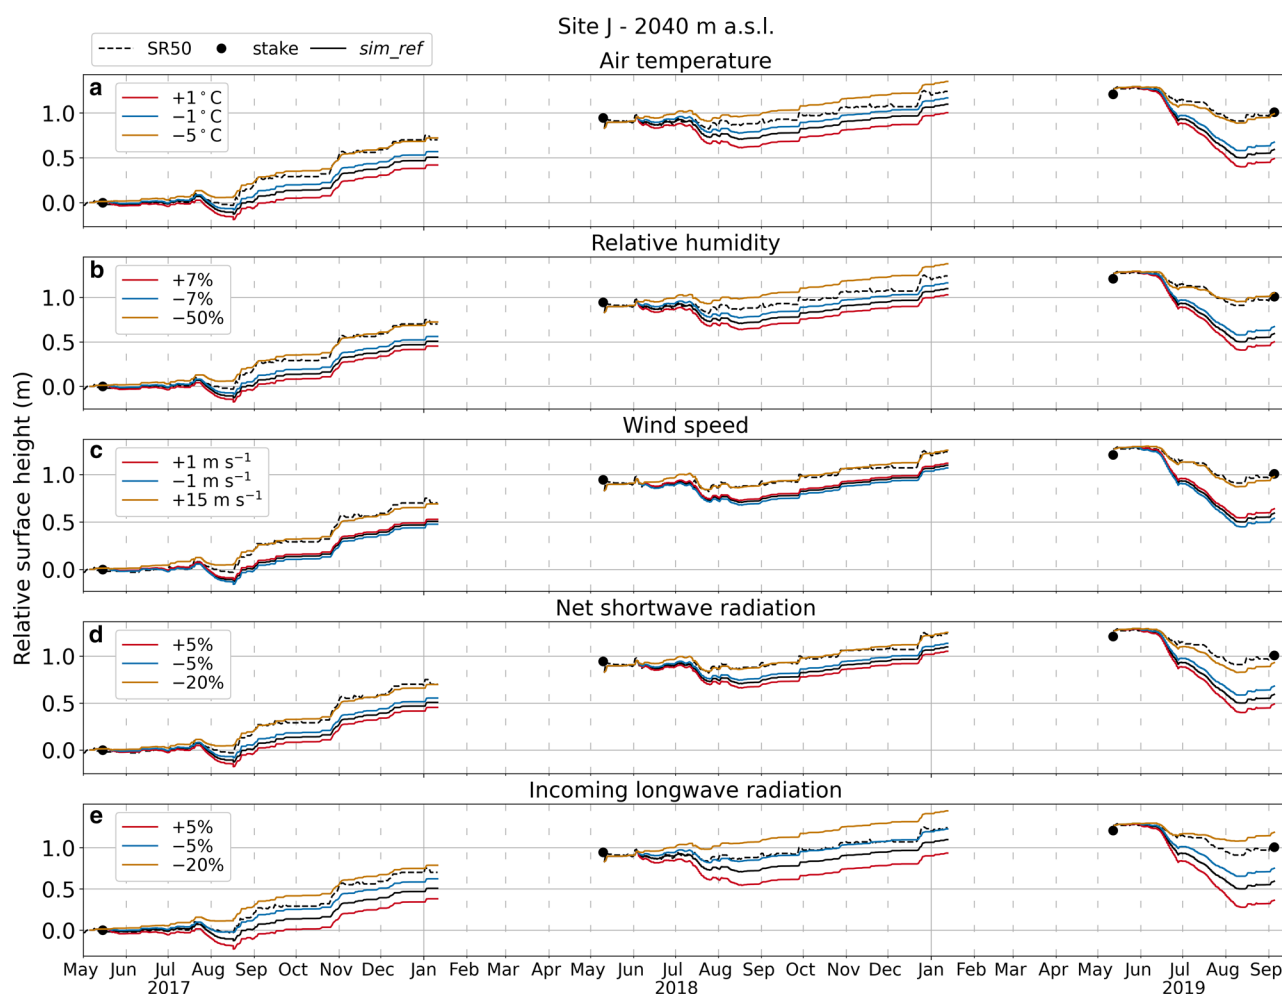 Site J - 2040 m a.s.l.
SR50 stake sim_ref
Air temperature
a
+1°C
−1°C
−5°C
1.0
0.5
0.0
Relative humidity
b
+7%
−7%
−50%
1.0
0.5
0.0
Wind speed
c
+1 m s⁻¹
−1 m s⁻¹
+15 m s⁻¹
1.0
0.5
0.0
Net shortwave radiation
d
+5%
−5%
−20%
1.0
0.5
0.0
Incoming longwave radiation
e
+5%
−5%
−20%
1.0
0.5
0.0
Relative surface height (m)
May Jun Jul Aug Sep Oct Nov Dec Jan Feb Mar Apr May Jun Jul Aug Sep Oct Nov Dec Jan Feb Mar Apr May Jun Jul Aug Sep
2017 2018 2019